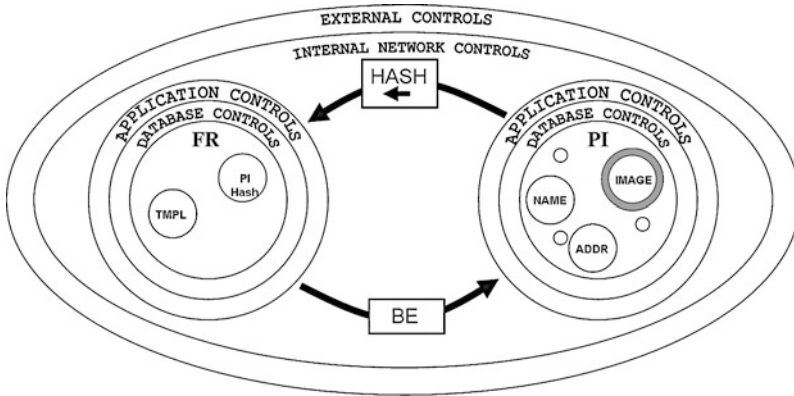 EXTERNAL CONTROLS
INTERNAL NETWORK CONTROLS
HASH
APPLICATION CONTROLS
DATABASE CONTROLS
FR
PI
Hash
TMPL
APPLICATION CONTROLS
DATABASE CONTROLS
PI
IMAGE
NAME
ADDR
BE